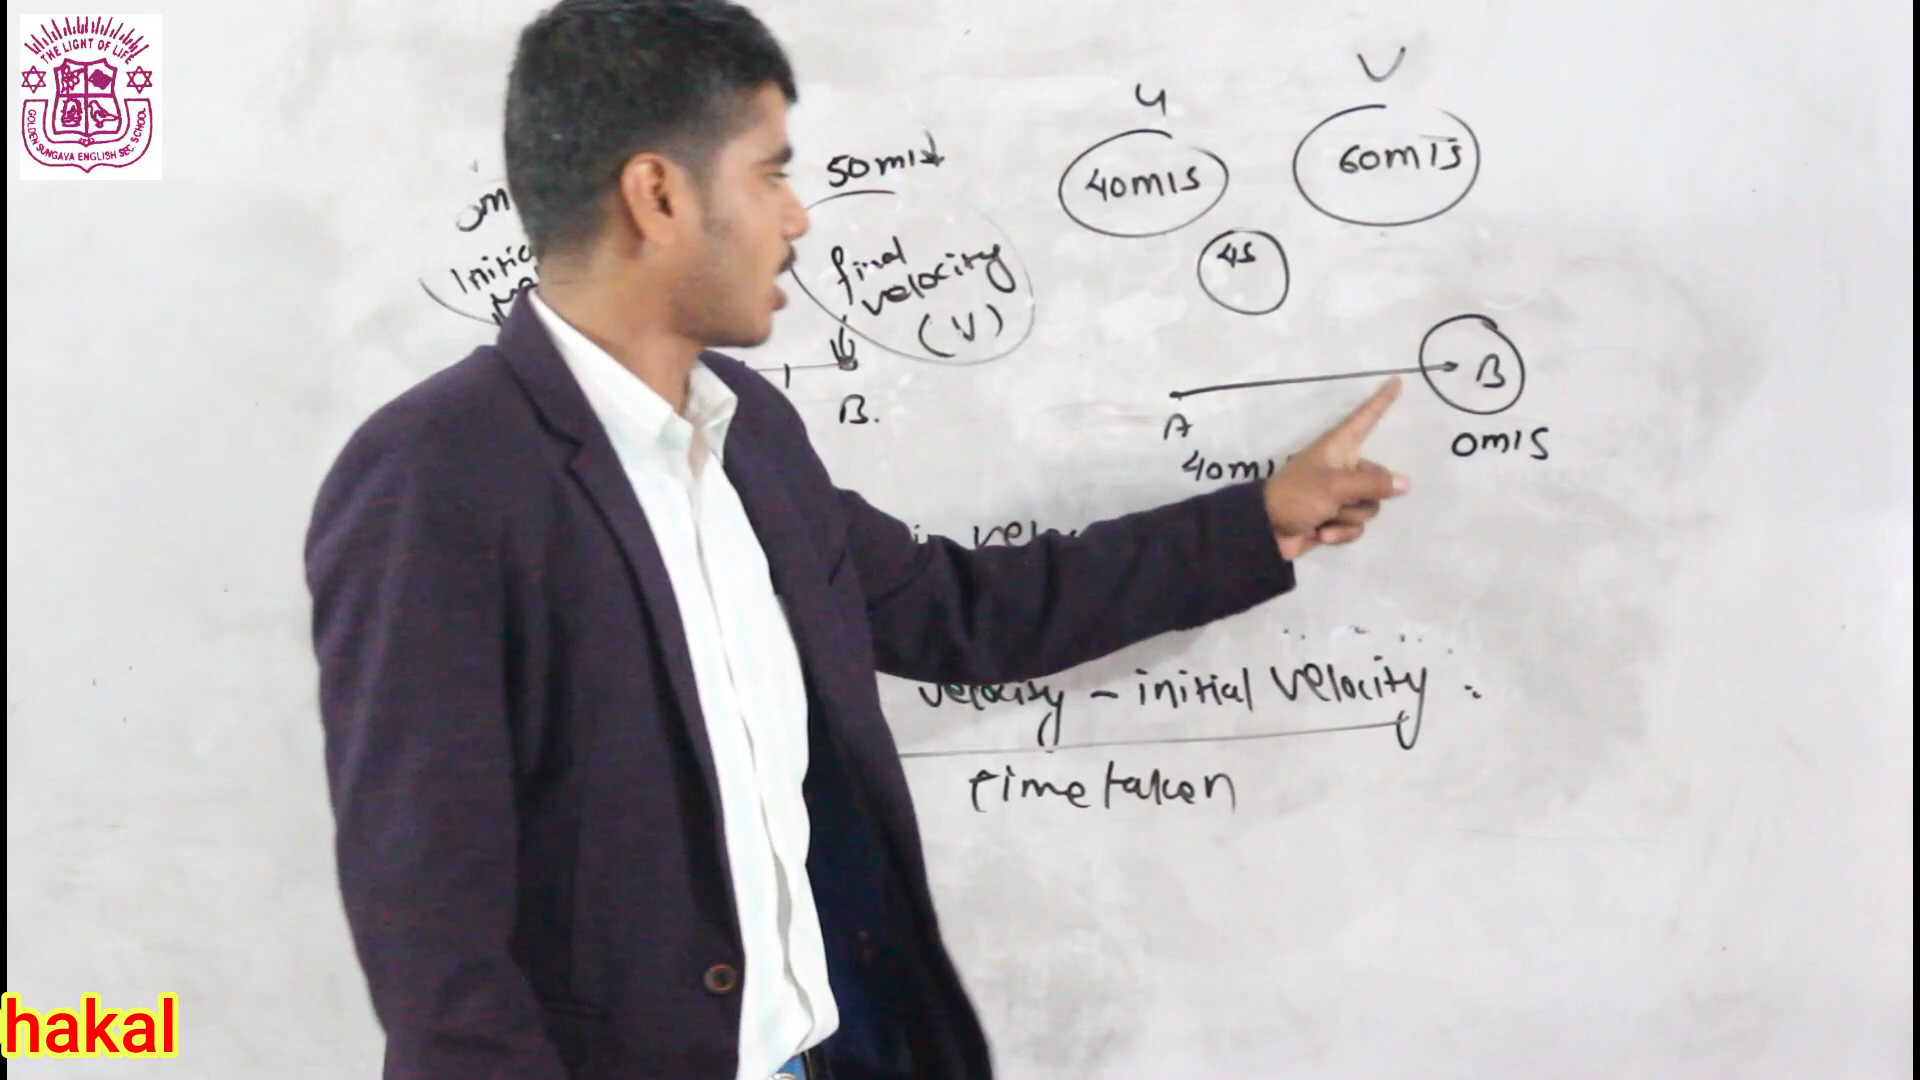 THE LIGHT OF LIFE
GOLDEN SUNGAVA ENGLISH SEC. SCHOOL
u
V
50m/s
40m/s
60m/s
4s
final
velocity
(V)
B.
A
B
40m/
0m/s
velocity - initial velocity
time taken
hakal